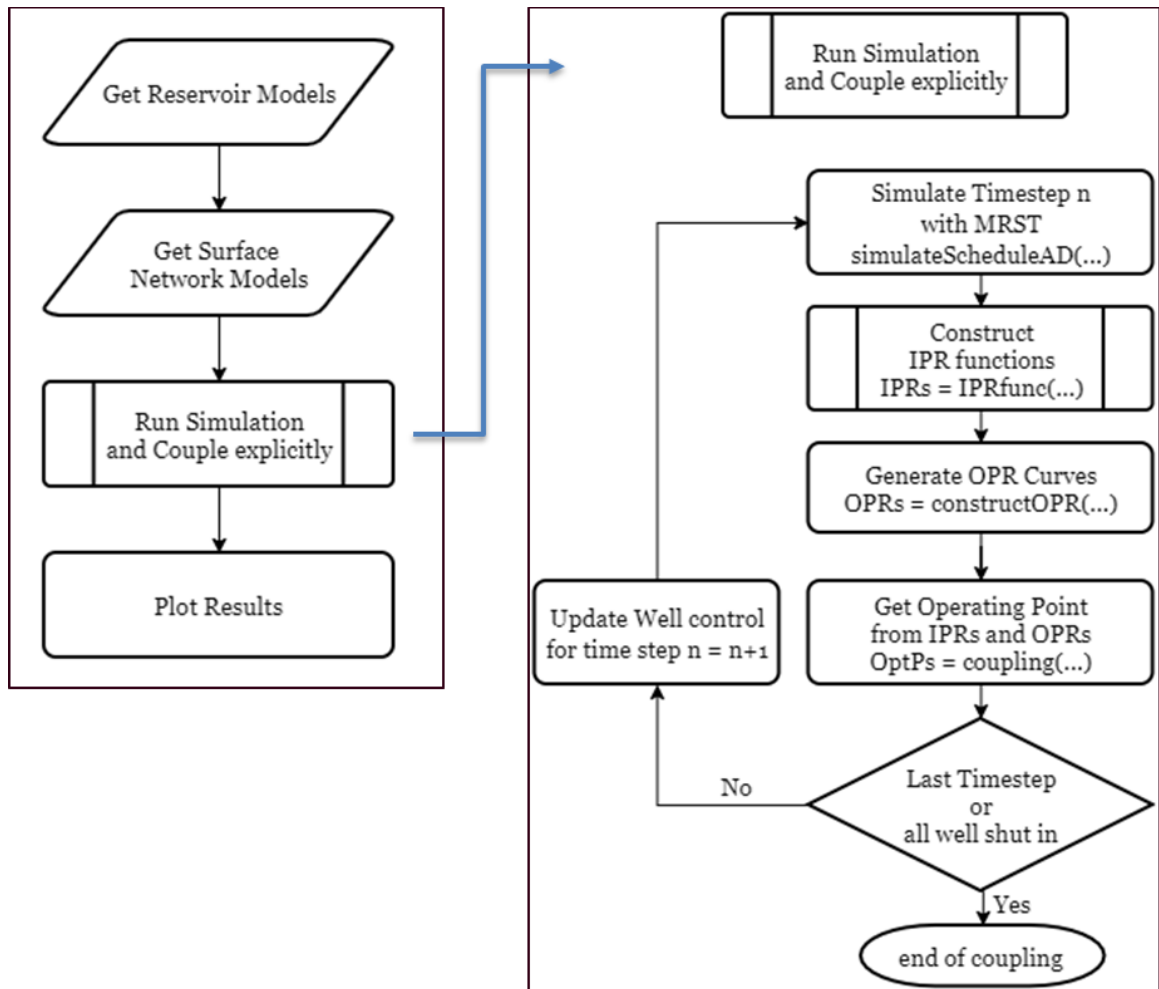 Get Reservoir Models
Get Surface
Network Models
Run Simulation
and Couple explicitly
Plot Results
Run Simulation
and Couple explicitly
Simulate Timestep n
with MRST
simulateScheduleAD(...)
Construct
IPR functions
IPRs = IPRfunc(...)
Generate OPR Curves
OPRs = constructOPR(...)
Get Operating Point
from IPRs and OPRs
OptPs = coupling(...)
Update Well control
for time step n = n+1
Last Timestep
or
all well shut in
No
Yes
end of coupling